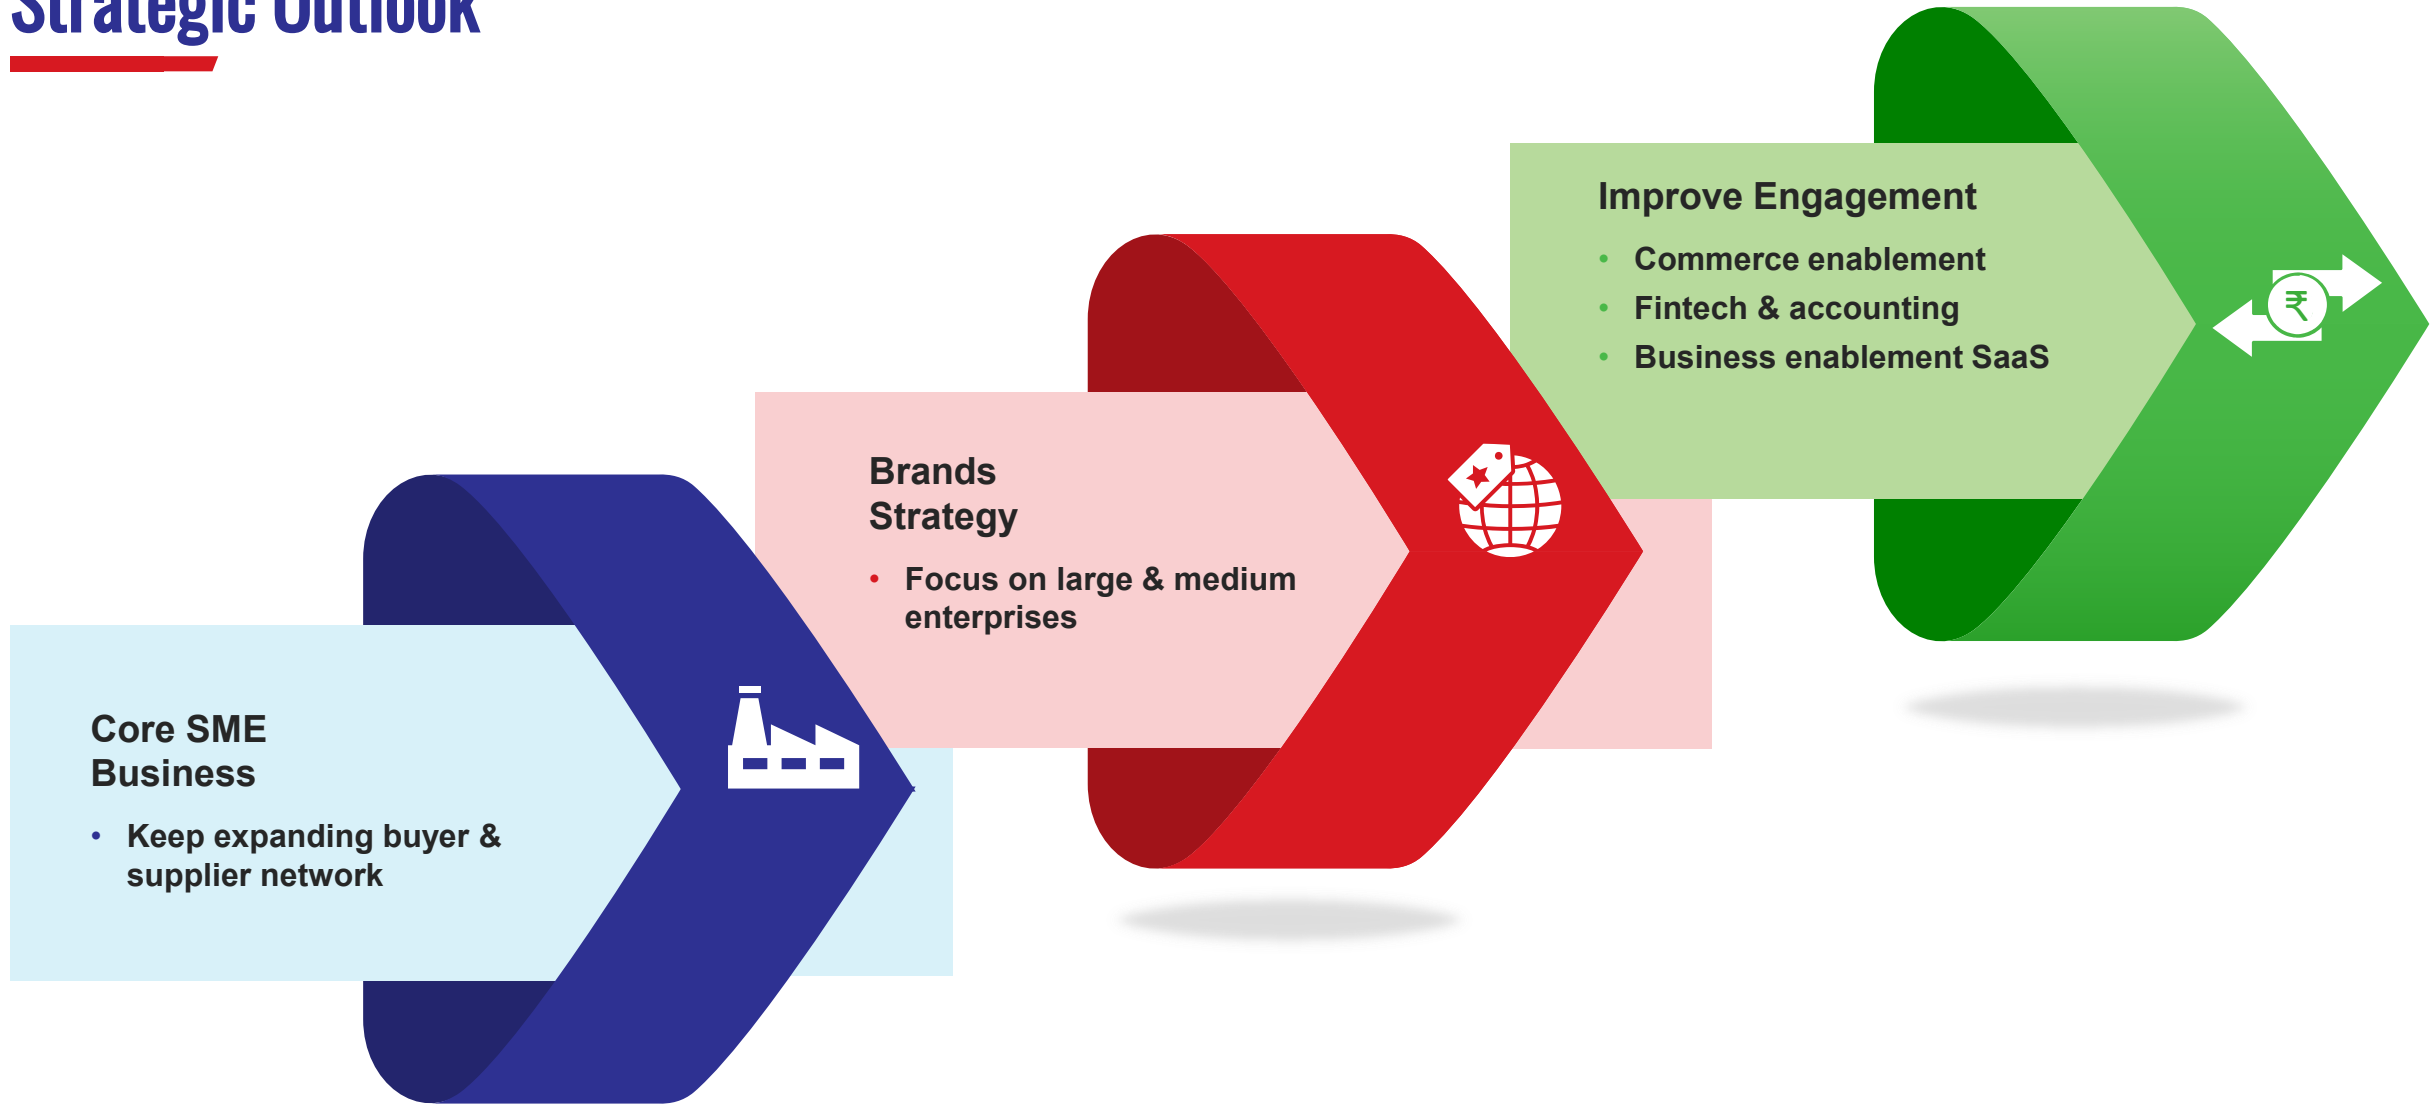 Strategic Outlook
Improve Engagement
• Commerce enablement
• Fintech & accounting
• Business enablement SaaS
₹
Brands
Strategy
• Focus on large & medium
enterprises
Core SME
Business
• Keep expanding buyer &
supplier network